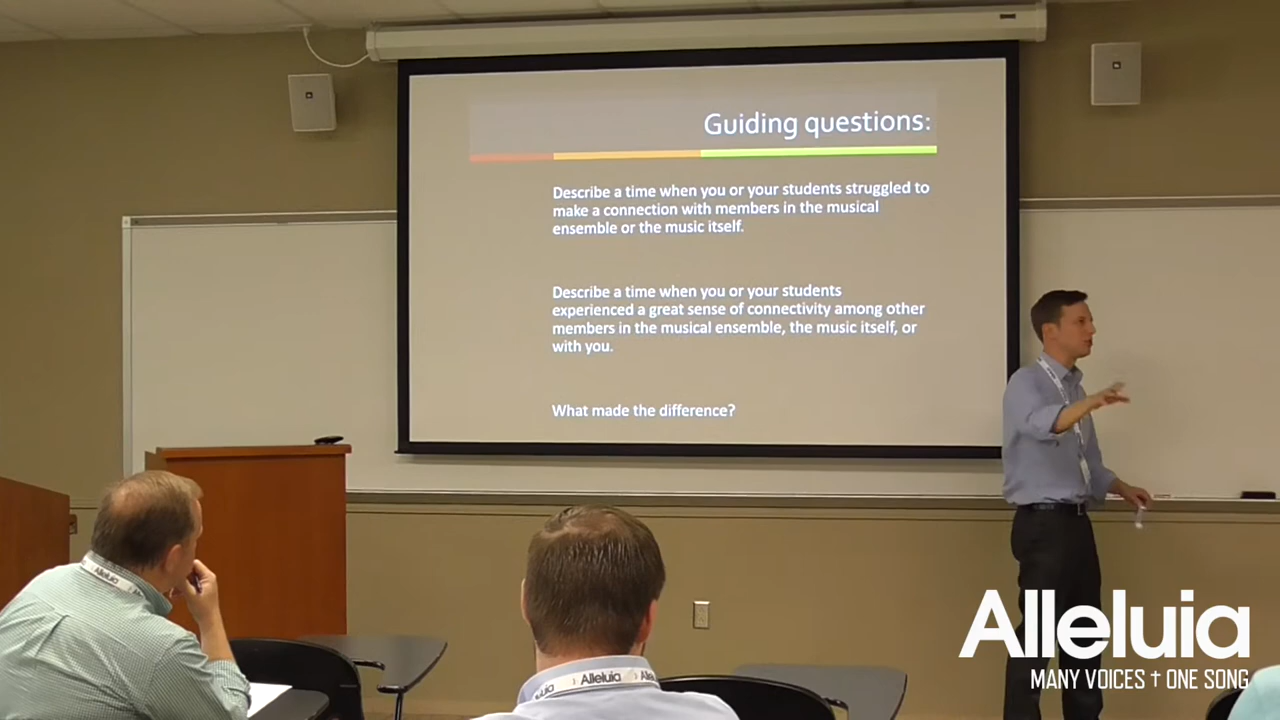 Guiding questions:
Describe a time when you or your students struggled to
make a connection with members in the musical
ensemble or the music itself.
Describe a time when you or your students
experienced a great sense of connectivity among other
members in the musical ensemble, the music itself, or
with you.
What made the difference?
Alleluia
Alleluia
Alleluia
MANY VOICES † ONE SONG